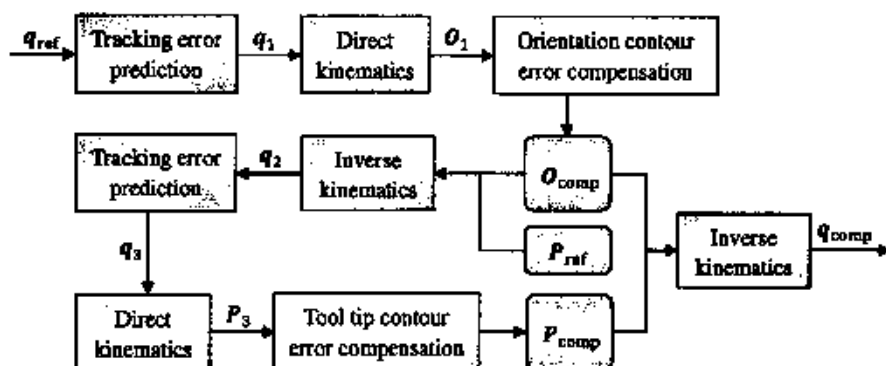 q_ref
Tracking error
prediction
q_1
Direct
kinematics
O_1
Orientation contour
error compensation
Tracking error
prediction
q_2
Inverse
kinematics
O_comp
P_ref
Inverse
kinematics
q_comp
q_3
Direct
kinematics
P_3
Tool tip contour
error compensation
P_comp